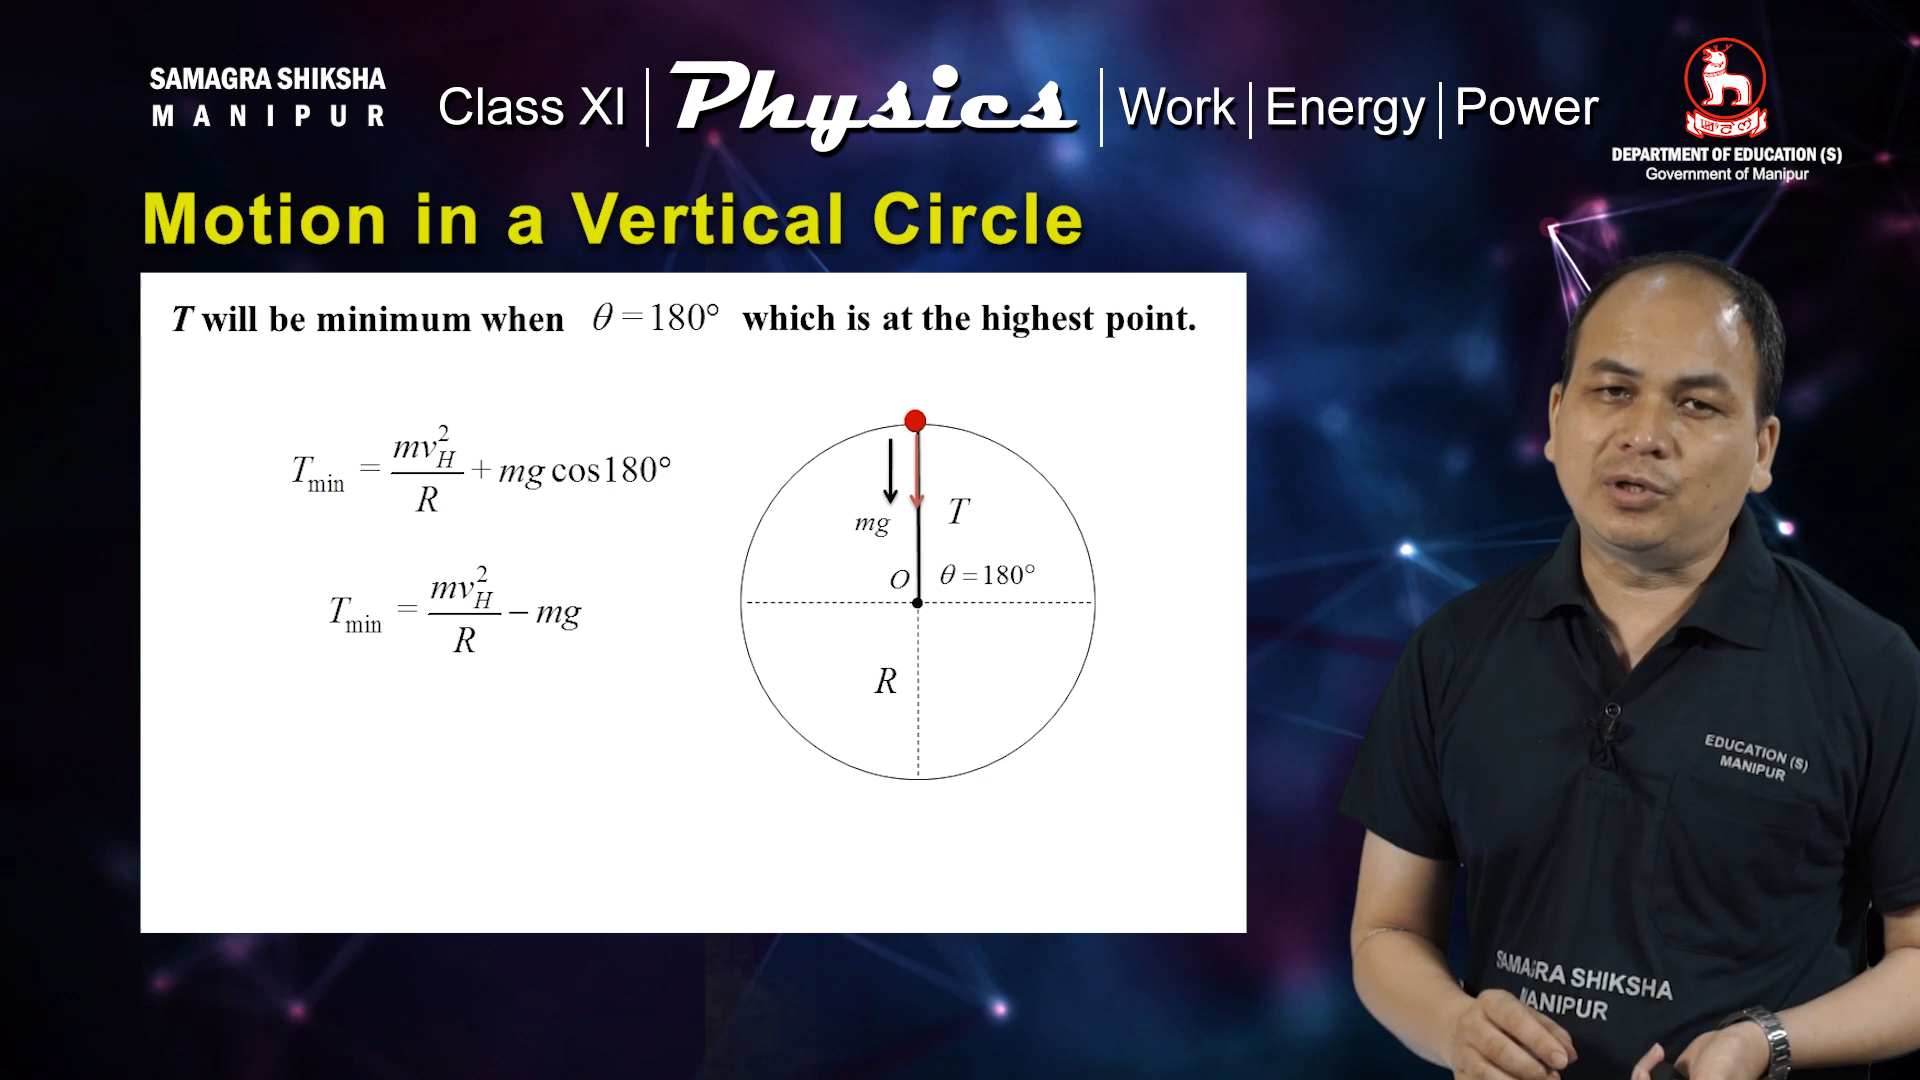 SAMAGRA SHIKSHA
MANIPUR
Class XI | Physics | Work | Energy | Power
DEPARTMENT OF EDUCATION (S)
Government of Manipur
Motion in a Vertical Circle
T will be minimum when θ = 180° which is at the highest point.
T_min = mv_H^2 / R + mg cos180°
T_min = mv_H^2 / R − mg
mg
T
O
θ = 180°
R
EDUCATION (S)
MANIPUR
SAMAGRA SHIKSHA
MANIPUR